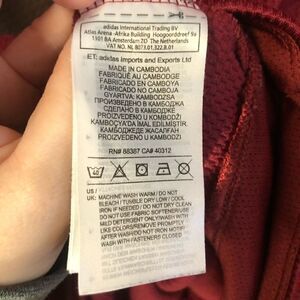 adidas International Trading BV
Atlas Arena -Afrika Building Hoogoorddreef 9a
1101 BA Amsterdam ZO The Netherlands
VAT NO. NL 8073.01.322.B.01
ET: adidas Imports and Exports Ltd
MADE IN CAMBODIA
FABRIQUÉ AU CAMBODGE
FABRICADO EN CAMBOYA
FABRICADO NO CAMBOJA
GYÁRTVA: KAMBODZSA
ПРОИЗВЕДЕНО В КАМБОДЖА
СДЕЛАНО В КАМБОДЖЕ
PROIZVEDENO U KAMBODŽI
KAMBOÇYA'DA İMAL EDİLMİŞTİR.
КАМБОДЖЕДЕ ЖАСАЛҒАН
PROIZVEDENO U KOMBODŽI
RN# 88387 CA# 40312
UK: MACHINE WASH WARM / DO NOT
BLEACH / TUMBLE DRY LOW / COOL
IRON IF NEEDED / DO NOT DRY CLEAN
DO NOT USE FABRIC SOFTENER/USE
MILD DETERGENT ONLY/WASH WITH
LIKE COLORS/REMOVE PROMPTLY
AFTER WASH/DO NOT IRON MOTIF/
WASH WITH FASTENERS CLOSED